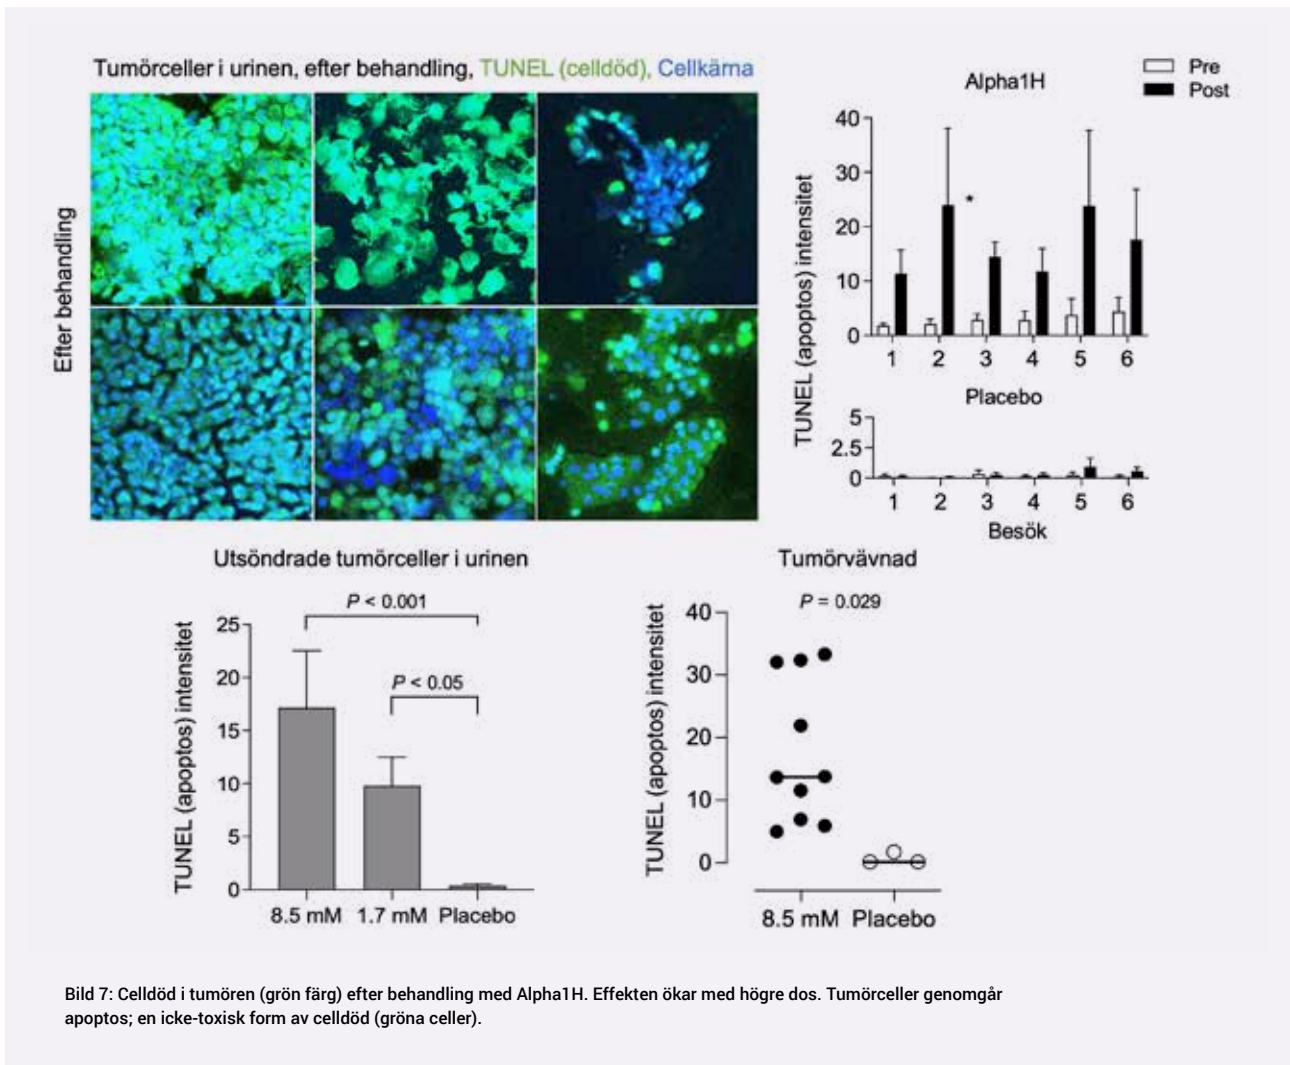 Tumörceller i urinen, efter behandling, TUNEL (celldöd), Cellkärna
Efter behandling
Alpha1H
Pre
Post
TUNEL (apoptos) intensitet
40
30
20
10
0
*
1 2 3 4 5 6
Placebo
5
2.5
0
1 2 3 4 5 6
Besök
Utsöndrade tumörceller i urinen
TUNEL (apoptos) intensitet
P < 0.001
P < 0.05
25
20
15
10
5
0
8.5 mM 1.7 mM Placebo
Tumörvävnad
P = 0.029
TUNEL (apoptos) intensitet
40
30
20
10
0
8.5 mM Placebo
Bild 7: Celldöd i tumören (grön färg) efter behandling med Alpha1H. Effekten ökar med högre dos. Tumörceller genomgår
apoptos; en icke-toxisk form av celldöd (gröna celler).